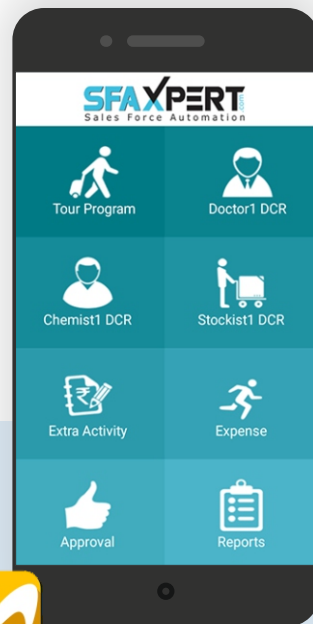 SFAXPERT.com
Sales Force Automation
Tour Program
Doctor1 DCR
Chemist1 DCR
Stockist1 DCR
Extra Activity
Expense
Approval
Reports